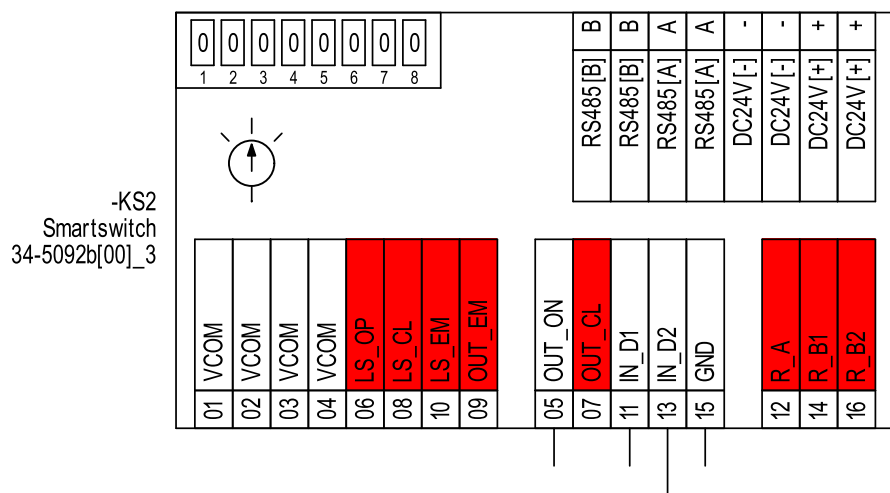 0 0 0 0 0 0 0 0
1 2 3 4 5 6 7 8
B B A A - - + +
RS485[B] RS485[B] RS485[A] RS485[A] DC24V[-] DC24V[-] DC24V[+] DC24V[+]
-KS2
Smartswitch
34-5092b[00]_3
VCOM VCOM VCOM VCOM LS_OP LS_CL LS_EM OUT_EM OUT_ON OUT_CL IN_D1 IN_D2 GND R_A R_B1 R_B2
01 02 03 04 06 08 10 09 05 07 11 13 15 12 14 16